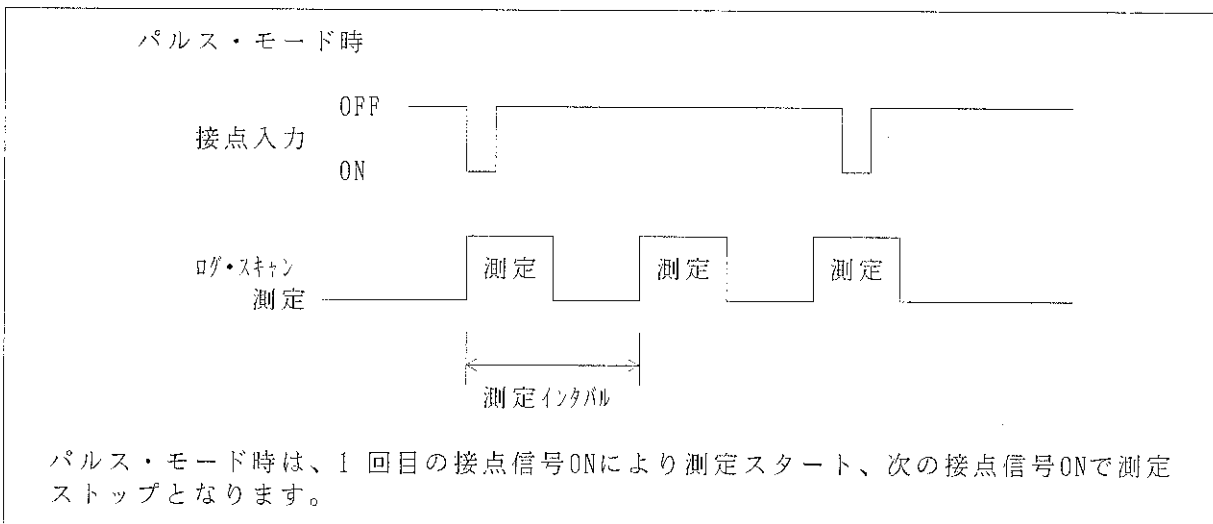 パルス・モード時
OFF
接点入力
ON
ログ・スキャン
測定
測定
測定
測定
測定インタバル
パルス・モード時は、1 回目の接点信号ONにより測定スタート、次の接点信号ONで測定
ストップとなります。